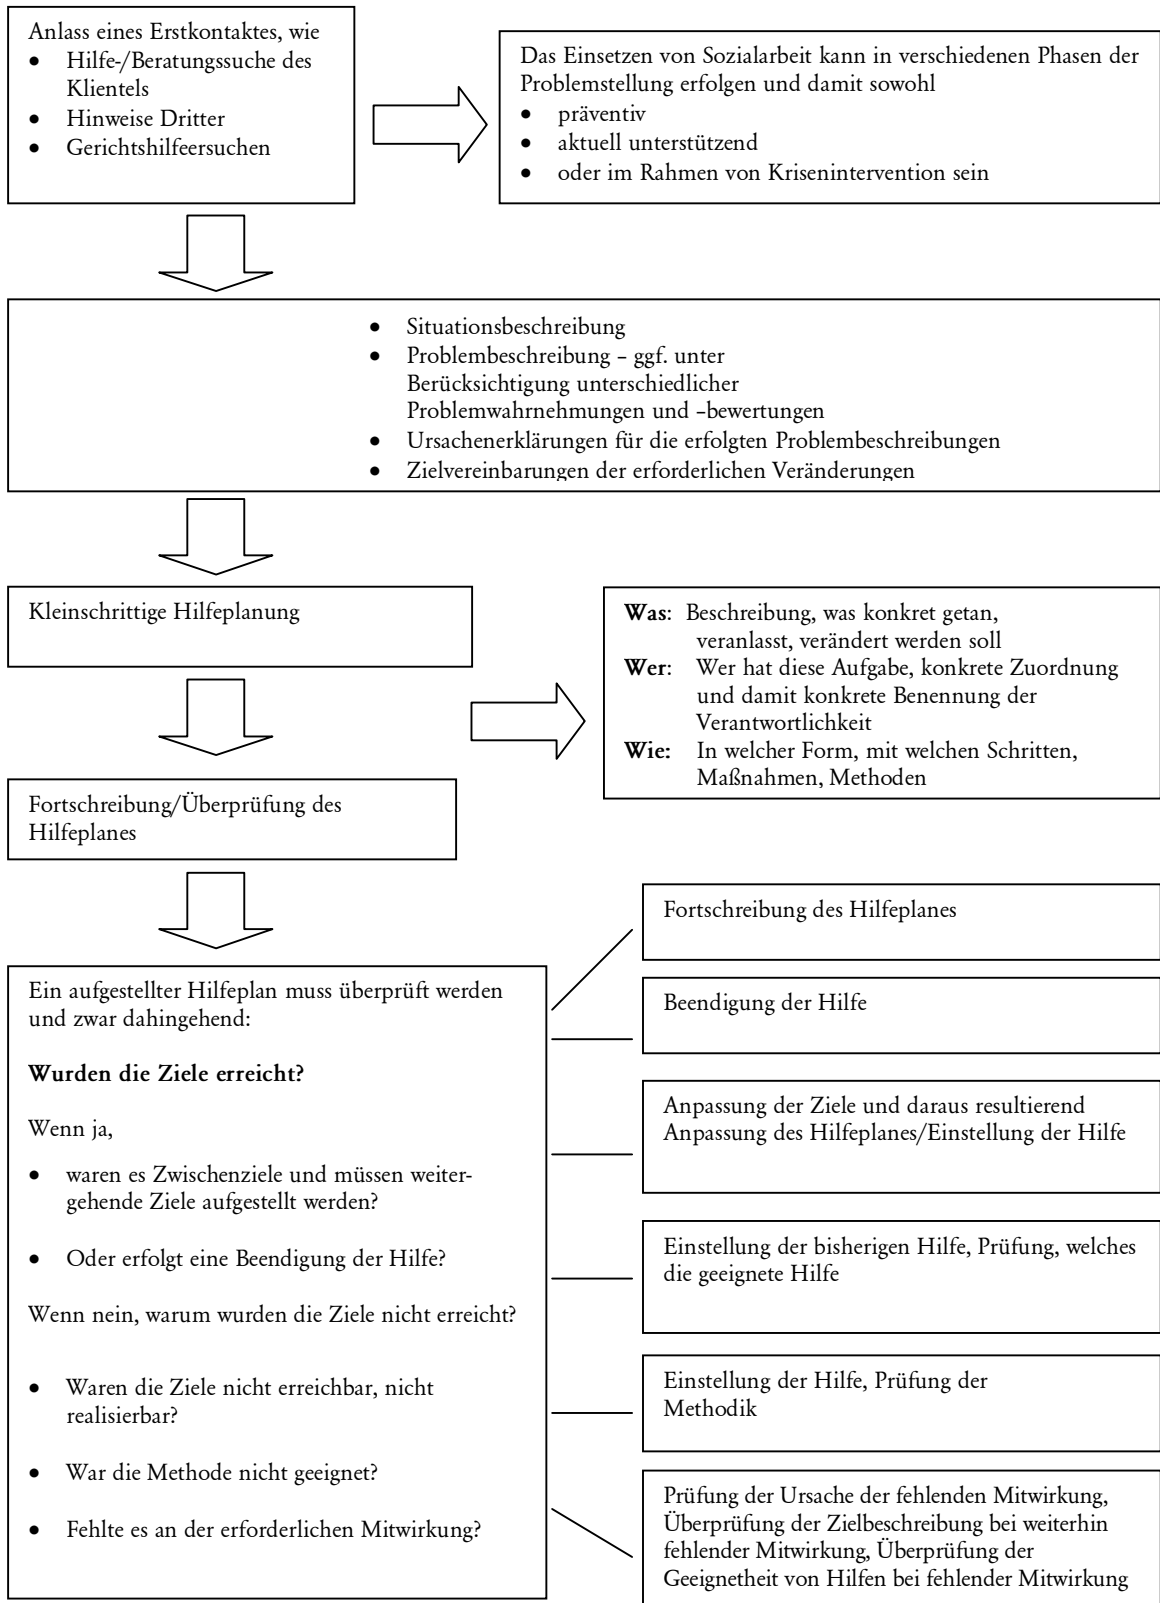 Anlass eines Erstkontaktes, wie
• Hilfe-/Beratungssuche des
Klientels
• Hinweise Dritter
• Gerichtshilfeersuchen
Das Einsetzen von Sozialarbeit kann in verschiedenen Phasen der
Problemstellung erfolgen und damit sowohl
• präventiv
• aktuell unterstützend
• oder im Rahmen von Krisenintervention sein
• Situationsbeschreibung
• Problembeschreibung – ggf. unter
Berücksichtigung unterschiedlicher
Problemwahrnehmungen und –bewertungen
• Ursachenerklärungen für die erfolgten Problembeschreibungen
• Zielvereinbarungen der erforderlichen Veränderungen
Kleinschrittige Hilfeplanung
Was: Beschreibung, was konkret getan,
veranlasst, verändert werden soll
Wer: Wer hat diese Aufgabe, konkrete Zuordnung
und damit konkrete Benennung der
Verantwortlichkeit
Wie: In welcher Form, mit welchen Schritten,
Maßnahmen, Methoden
Fortschreibung/Überprüfung des
Hilfeplanes
Ein aufgestellter Hilfeplan muss überprüft werden
und zwar dahingehend:
Wurden die Ziele erreicht?
Wenn ja,
• waren es Zwischenziele und müssen weiter-
gehende Ziele aufgestellt werden?
• Oder erfolgt eine Beendigung der Hilfe?
Wenn nein, warum wurden die Ziele nicht erreicht?
• Waren die Ziele nicht erreichbar, nicht
realisierbar?
• War die Methode nicht geeignet?
• Fehlte es an der erforderlichen Mitwirkung?
Fortschreibung des Hilfeplanes
Beendigung der Hilfe
Anpassung der Ziele und daraus resultierend
Anpassung des Hilfeplanes/Einstellung der Hilfe
Einstellung der bisherigen Hilfe, Prüfung, welches
die geeignete Hilfe
Einstellung der Hilfe, Prüfung der
Methodik
Prüfung der Ursache der fehlenden Mitwirkung,
Überprüfung der Zielbeschreibung bei weiterhin
fehlender Mitwirkung, Überprüfung der
Geeignetheit von Hilfen bei fehlender Mitwirkung